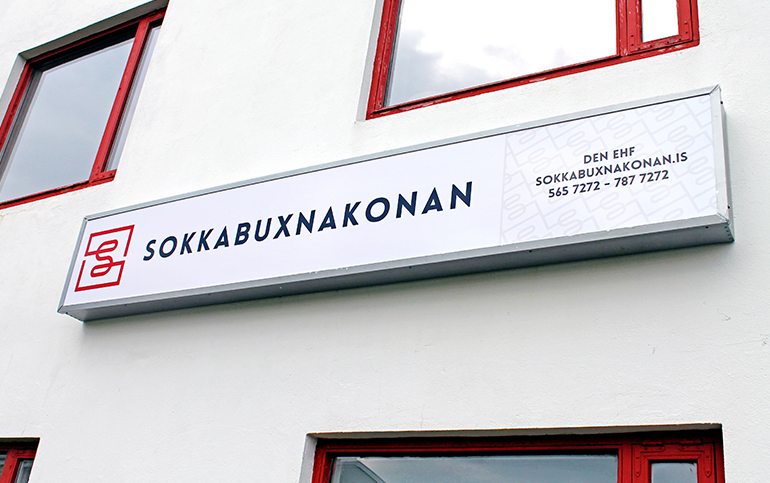 SOKKABUXNAKONAN
DEN EHF
SOKKABUXNAKONAN.IS
565 7272 - 787 7272